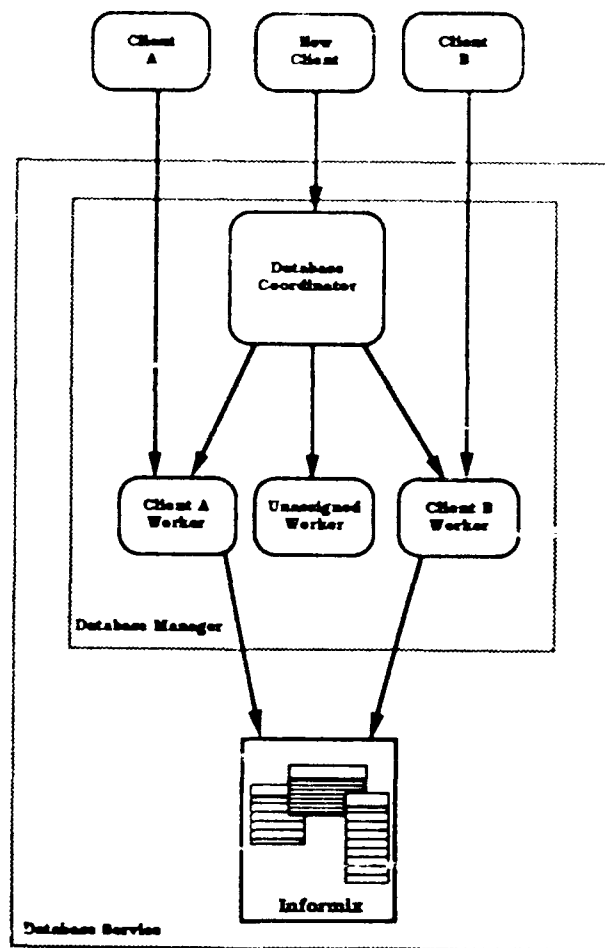 Client
A
New
Client
Client
B
Database
Coordinator
Client A
Worker
Unassigned
Worker
Client B
Worker
Database Manager
Informix
Database Service